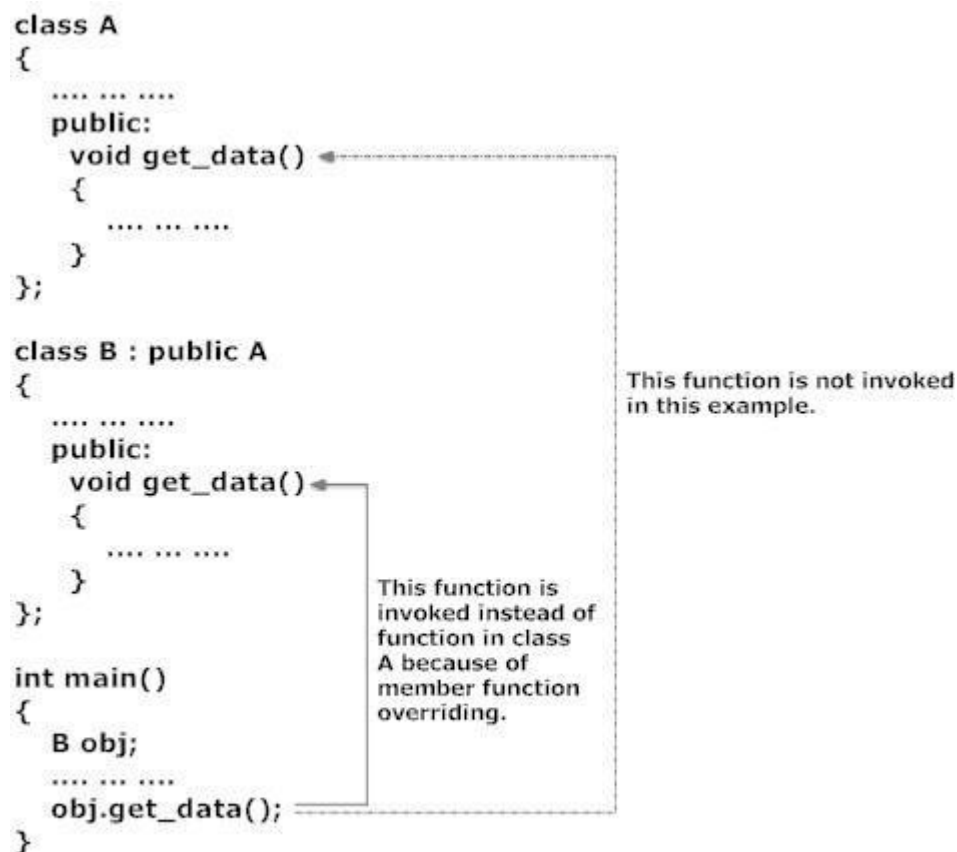 class A
{
.... ... ....
public:
void get_data()
{
.... ... ....
}
};
class B : public A
{
.... ... ....
public:
void get_data()
{
.... ... ....
}
};
int main()
{
B obj;
.... ... ....
obj.get_data();
}
This function is not invoked
in this example.
This function is
invoked instead of
function in class
A because of
member function
overriding.